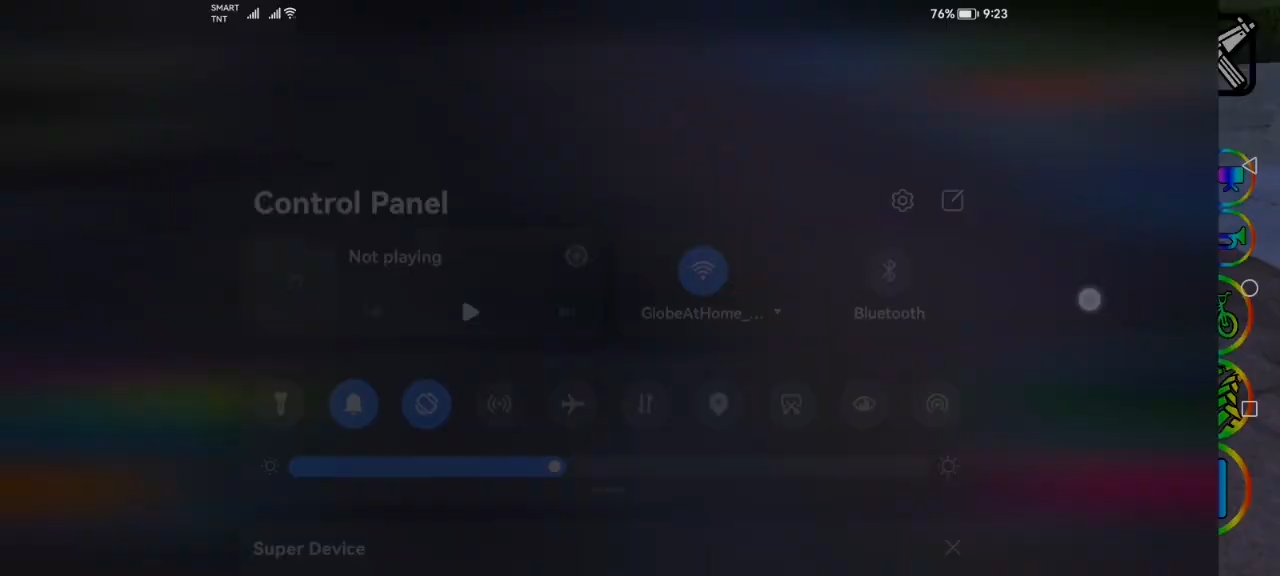 SMART
TNT
76% 9:23
Control Panel
Not playing
GlobeAtHome_...
Bluetooth
Super Device